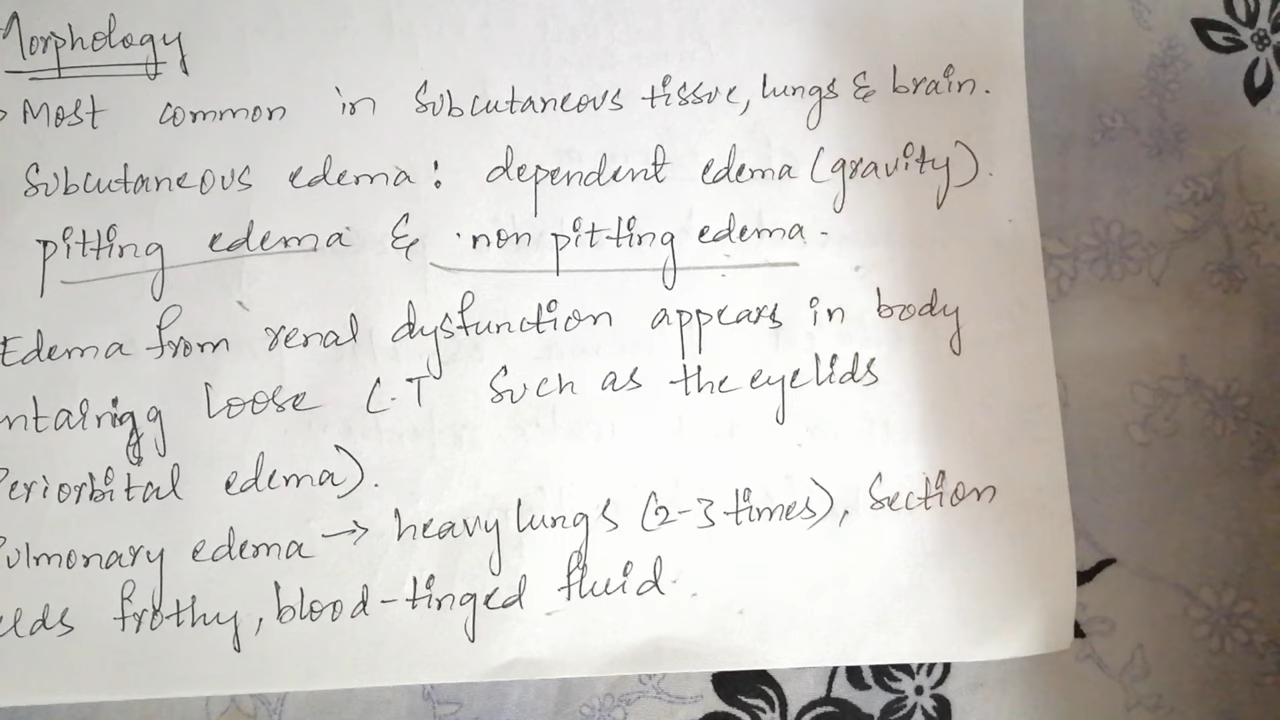 Morphology
Most common in Subcutaneous tissue, lungs & brain.
Subcutaneous edema: dependent edema (gravity).
pitting edema & non pitting edema.
Edema from renal dysfunction appears in body
ntainigg loose C.T such as the eyelids
Periorbital edema).
Pulmonary edema → heavy lungs (2-3 times), Section
elds frothy, blood-tinged fluid.